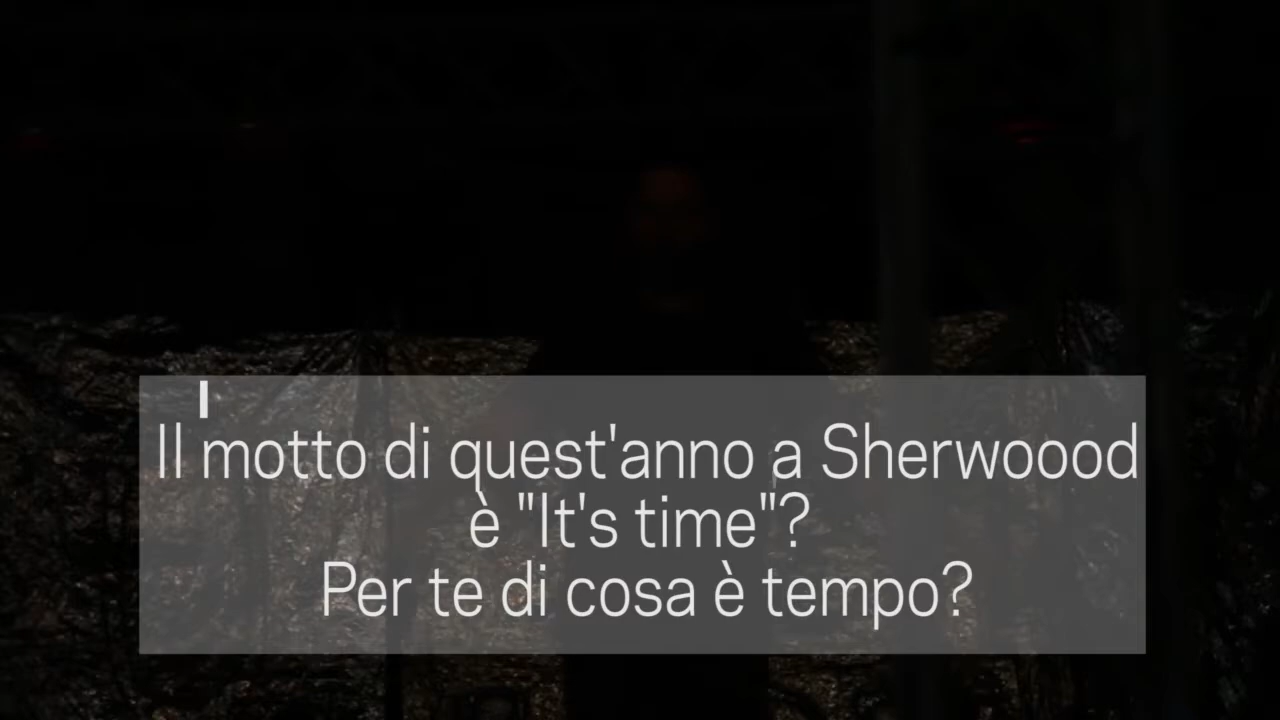 Il motto di quest'anno a Sherwoood
è "It's time"?
Per te di cosa è tempo?